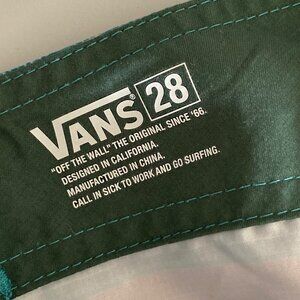 VANS® 28
"OFF THE WALL" THE ORIGINAL SINCE '66.
DESIGNED IN CALIFORNIA.
MANUFACTURED IN CHINA.
CALL IN SICK TO WORK AND GO SURFING.